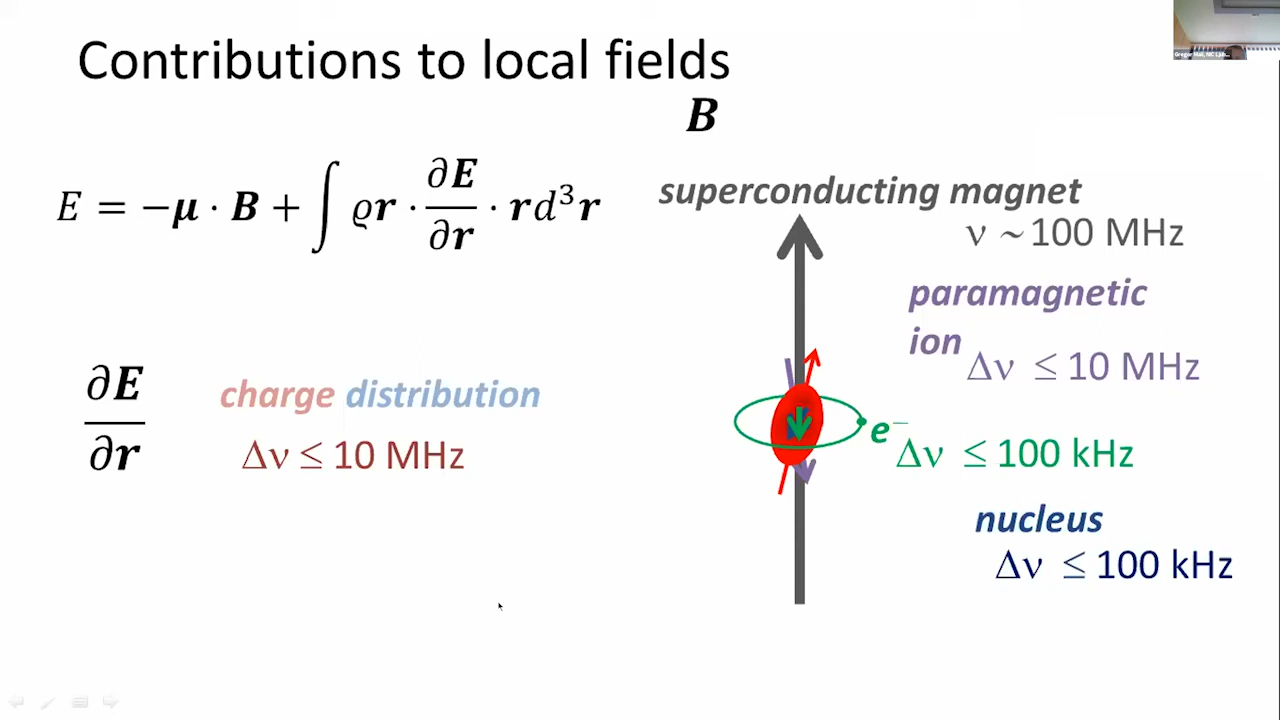 Contributions to local fields
B
E = −μ · B + ∫ ϱr · ∂E/∂r · rd³r
superconducting magnet
ν ~ 100 MHz
paramagnetic
ion
Δν ≤ 10 MHz
∂E/∂r
charge distribution
Δν ≤ 10 MHz
e⁻
Δν ≤ 100 kHz
nucleus
Δν ≤ 100 kHz